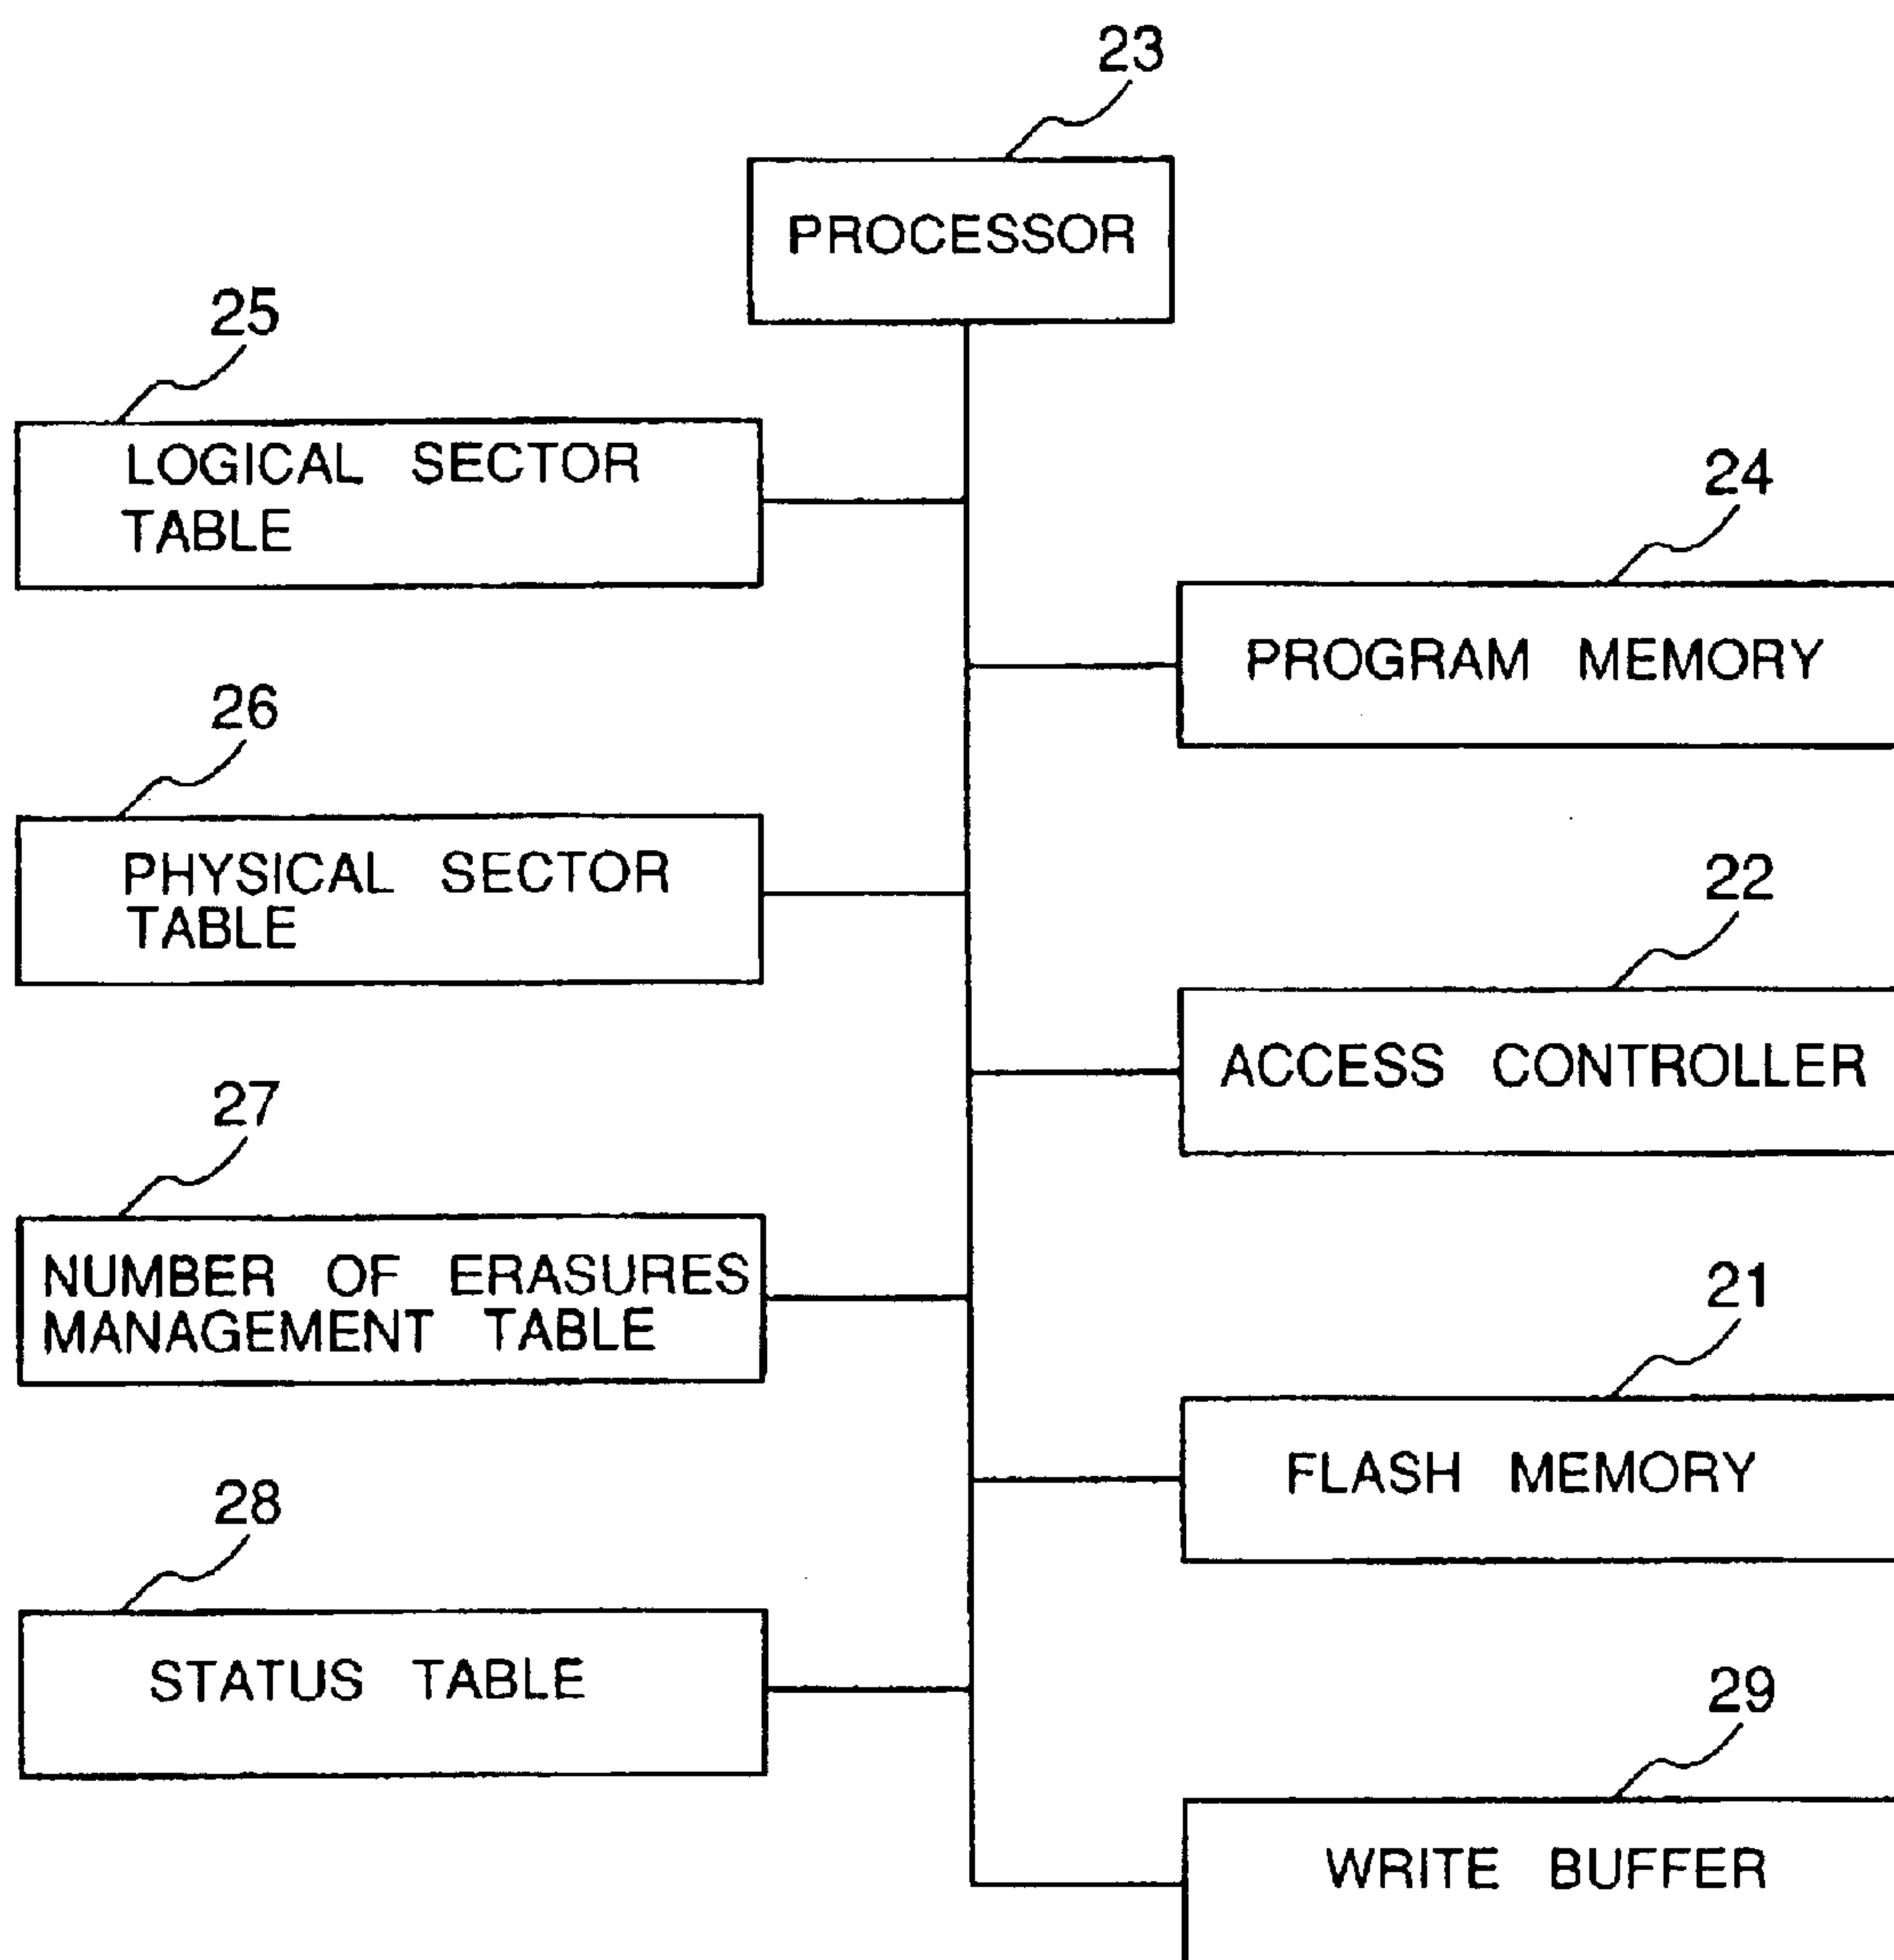 23
PROCESSOR
25
LOGICAL SECTOR
TABLE
24
PROGRAM MEMORY
26
PHYSICAL SECTOR
TABLE
22
ACCESS CONTROLLER
27
NUMBER OF ERASURES
MANAGEMENT TABLE
21
FLASH MEMORY
28
STATUS TABLE
29
WRITE BUFFER